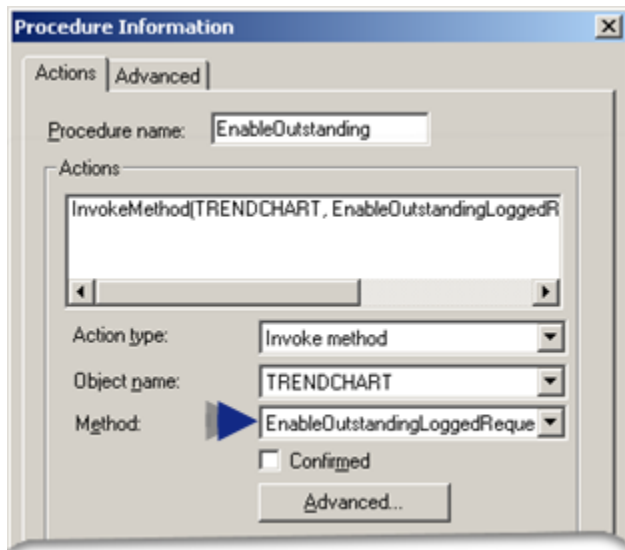 Procedure Information
Actions Advanced
Procedure name: EnableOutstanding
Actions
InvokeMethod(TRENDCHART, EnableOutstandingLoggedR
Action type: Invoke method
Object name: TRENDCHART
Method: EnableOutstandingLoggedReque
Confirmed
Advanced...